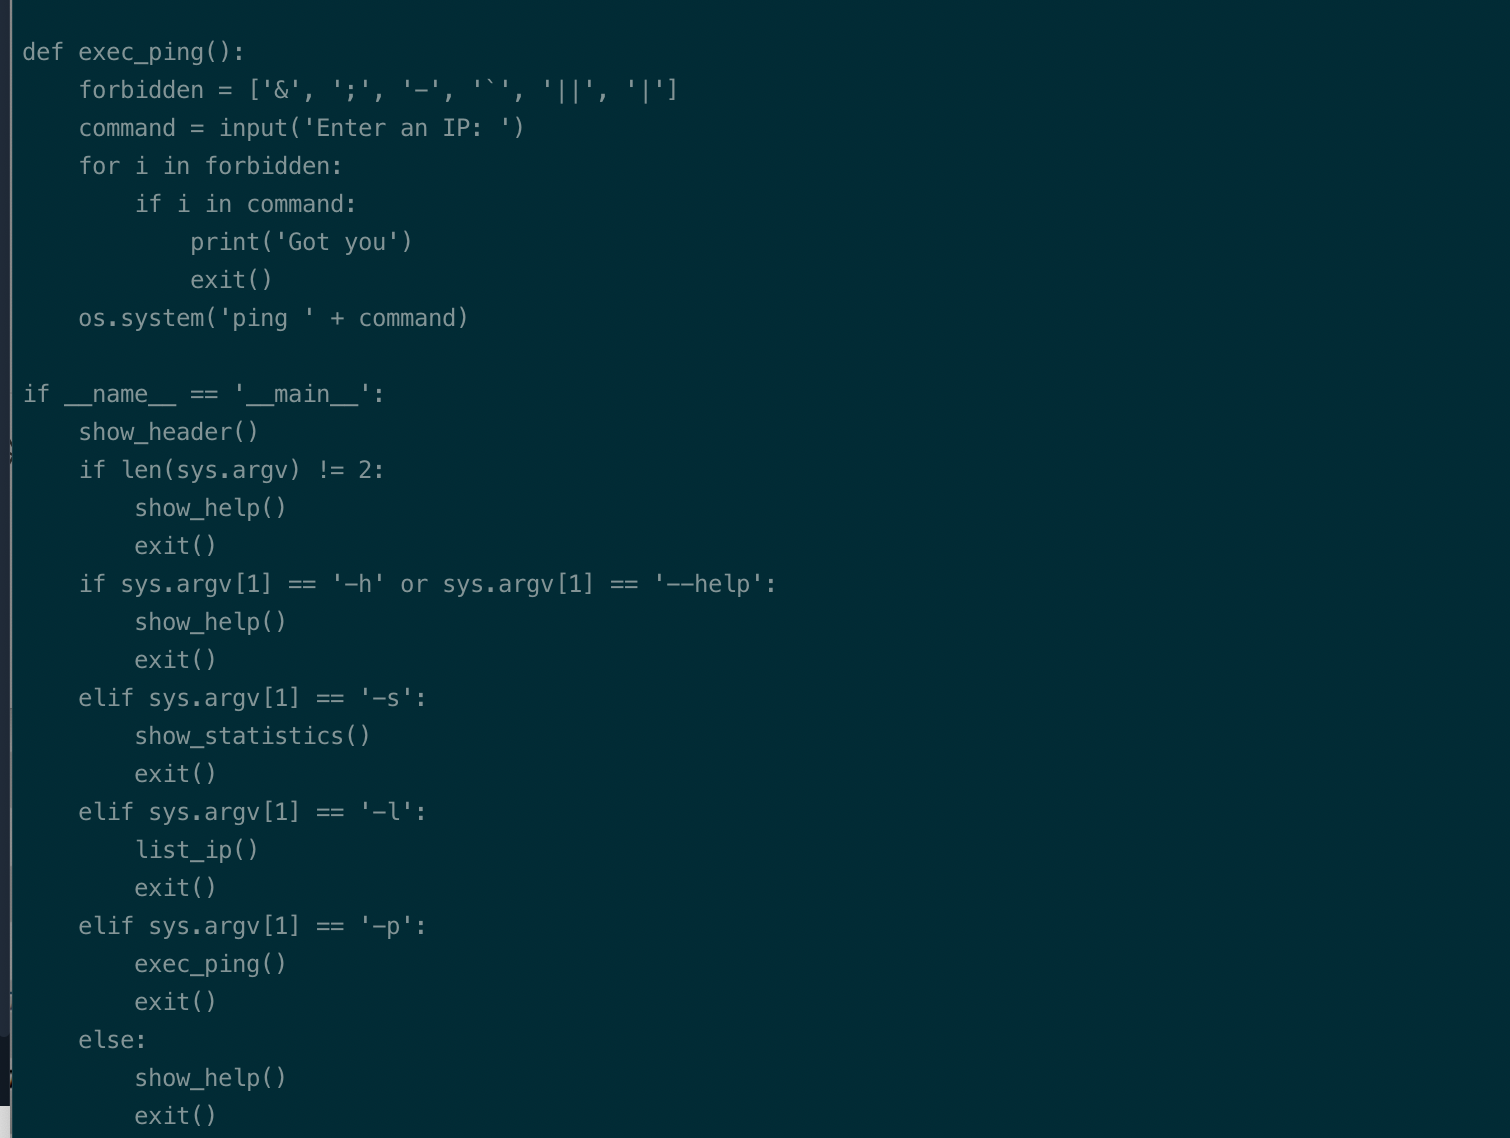 def exec_ping():
    forbidden = ['&', ';', '-', '`', '||', '|']
    command = input('Enter an IP: ')
    for i in forbidden:
        if i in command:
            print('Got you')
            exit()
    os.system('ping ' + command)

if __name__ == '__main__':
    show_header()
    if len(sys.argv) != 2:
        show_help()
        exit()
    if sys.argv[1] == '-h' or sys.argv[1] == '--help':
        show_help()
        exit()
    elif sys.argv[1] == '-s':
        show_statistics()
        exit()
    elif sys.argv[1] == '-l':
        list_ip()
        exit()
    elif sys.argv[1] == '-p':
        exec_ping()
        exit()
    else:
        show_help()
        exit()